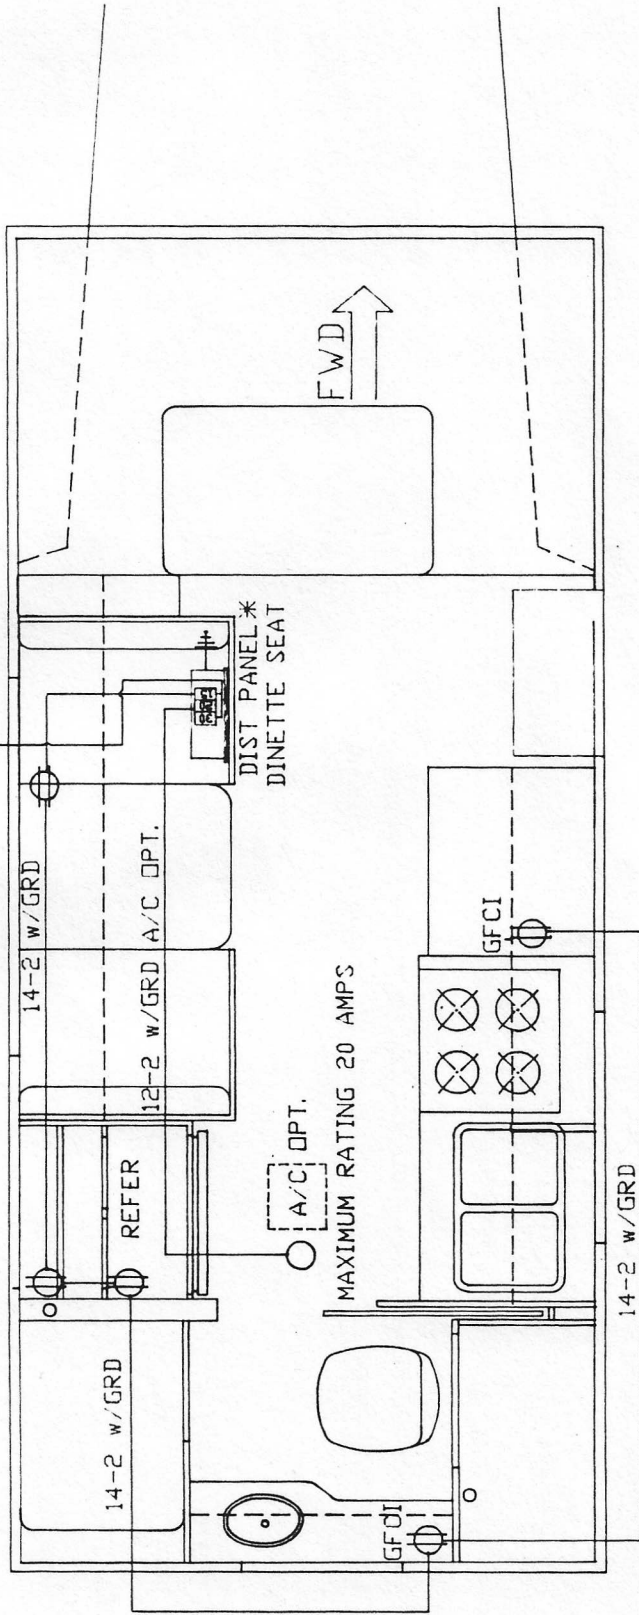 FWD
DIST PANEL*
DINETTE SEAT
14-2 w/GRD
12-2 w/GRD A/C OPT.
REFER
A/C OPT.
MAXIMUM RATING 20 AMPS
GFCI
14-2 w/GRD
GFCI
14-2 w/GRD